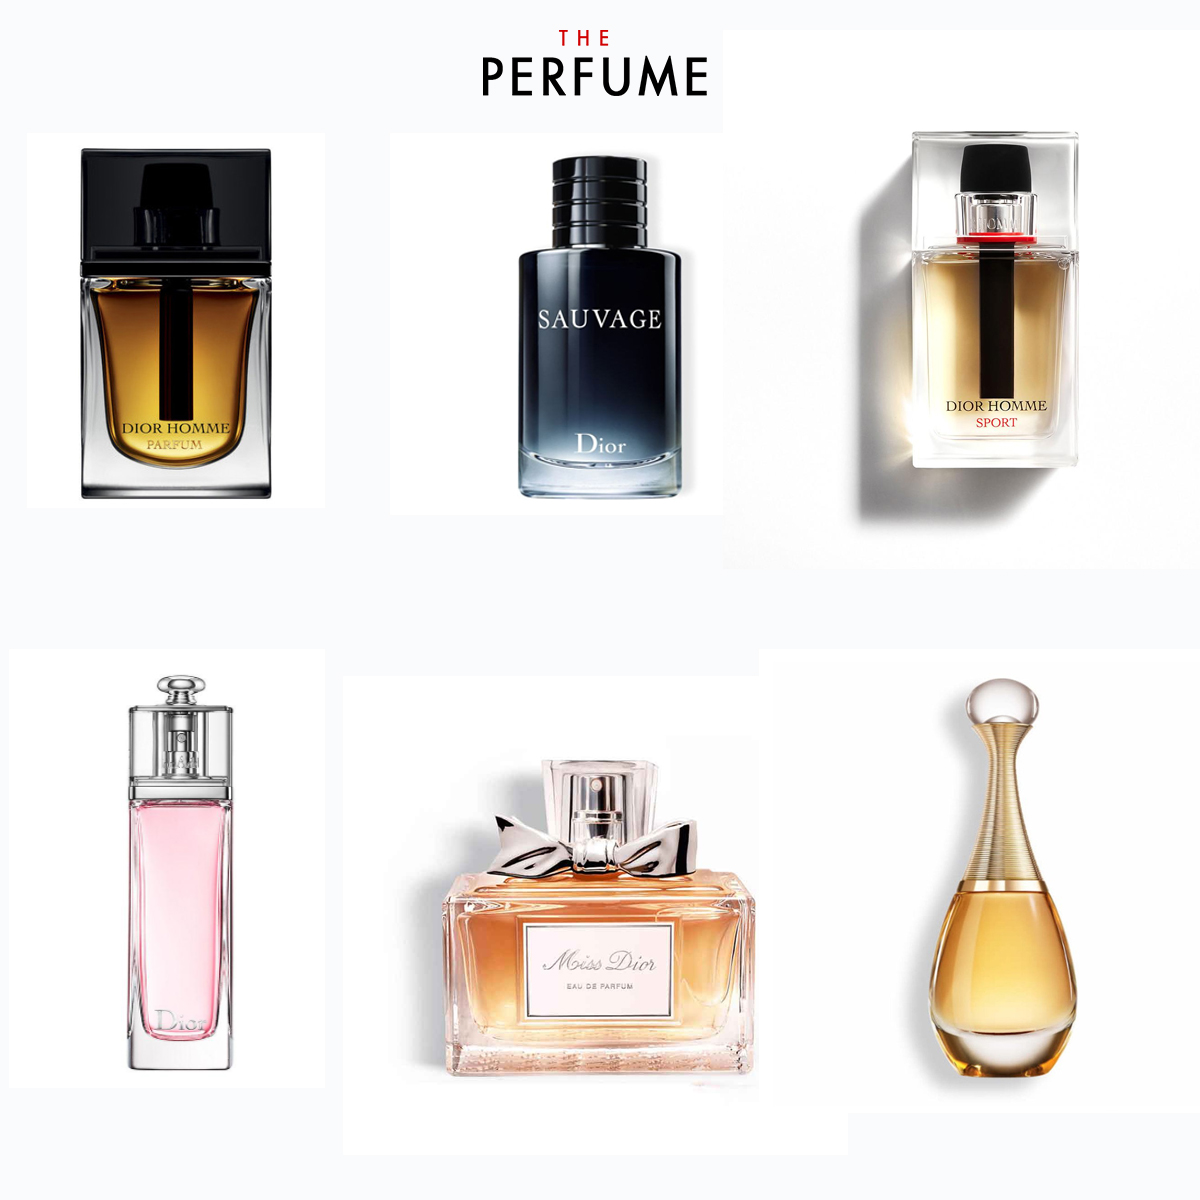 THE
PERFUME
DIOR HOMME
PARFUM
SAUVAGE
Dior
DIOR HOMME
SPORT
Dior
Miss Dior
EAU DE PARFUM